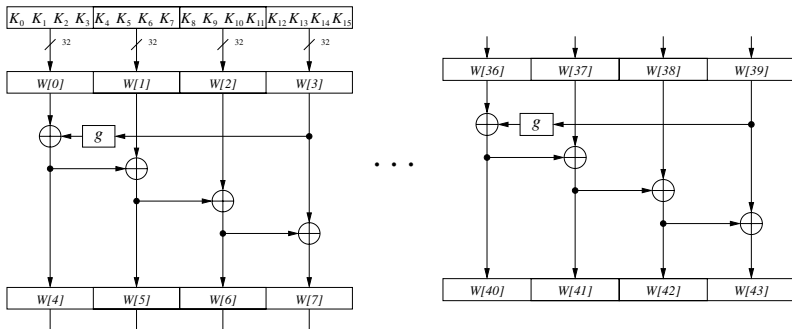 K₀ K₁ K₂ K₃ K₄ K₅ K₆ K₇ K₈ K₉ K₁₀ K₁₁ K₁₂ K₁₃ K₁₄ K₁₅
32 32 32 32
W[0] W[1] W[2] W[3]
g
W[4] W[5] W[6] W[7]
. . .
W[36] W[37] W[38] W[39]
g
W[40] W[41] W[42] W[43]